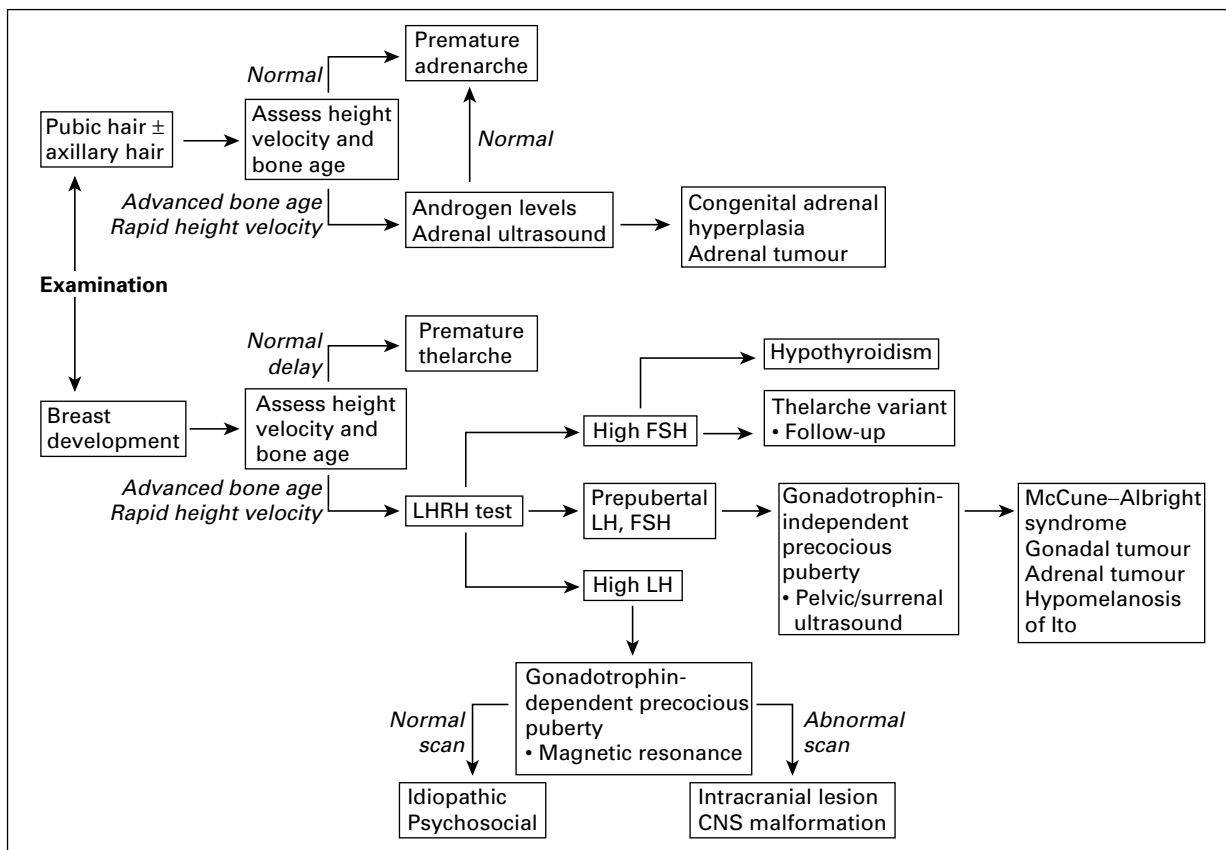 Premature
adrenarche
Normal
Pubic hair ±
axillary hair
Assess height
velocity and
bone age
Normal
Advanced bone age
Rapid height velocity
Androgen levels
Adrenal ultrasound
Congenital adrenal
hyperplasia
Adrenal tumour
Examination
Normal
delay
Premature
thelarche
Breast
development
Assess height
velocity and
bone age
Advanced bone age
Rapid height velocity
LHRH test
High FSH
Hypothyroidism
Thelarche variant
• Follow-up
Prepubertal
LH, FSH
Gonadotrophin-
independent
precocious
puberty
• Pelvic/surrenal
ultrasound
McCune–Albright
syndrome
Gonadal tumour
Adrenal tumour
Hypomelanosis
of Ito
High LH
Gonadotrophin-
dependent precocious
puberty
• Magnetic resonance
Normal
scan
Abnormal
scan
Idiopathic
Psychosocial
Intracranial lesion
CNS malformation